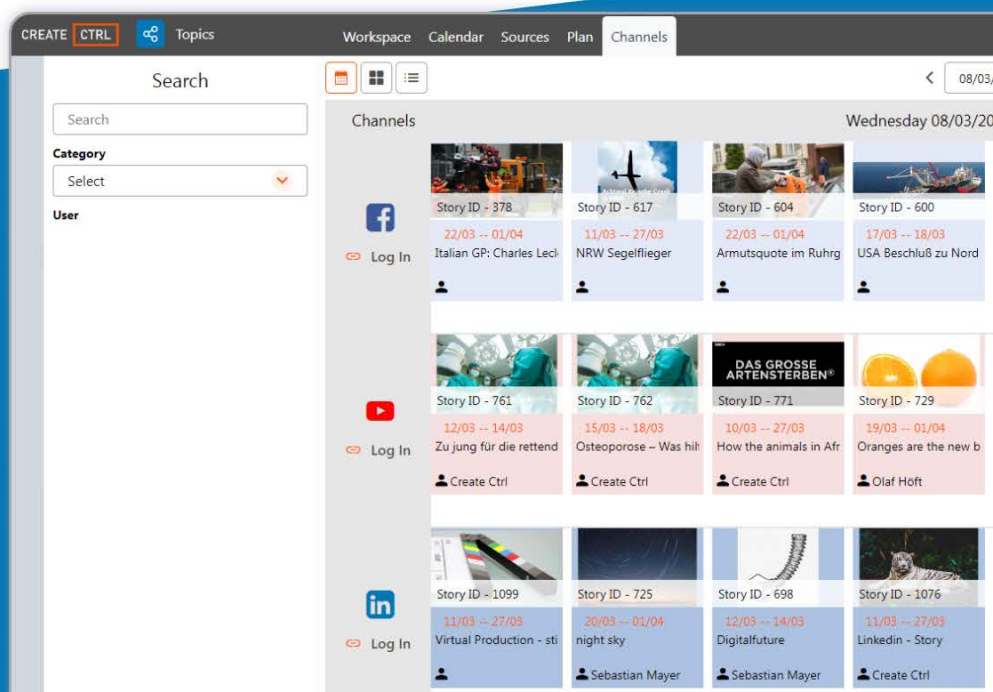 CREATE CTRL Topics Workspace Calendar Sources Plan Channels
Search
Search
Category
Select
User
08/03/
Channels
Wednesday 08/03/20
Log In
Story ID - 378
22/03 -- 01/04
Italian GP: Charles Lecl
Story ID - 617
11/03 -- 27/03
NRW Segelflieger
Story ID - 604
22/03 -- 01/04
Armutsquote im Ruhrg
Story ID - 600
17/03 -- 18/03
USA Beschluß zu Nord
Log In
Story ID - 761
12/03 -- 14/03
Zu jung für die rettend
Create Ctrl
Story ID - 762
15/03 -- 18/03
Osteoporose – Was hilf
Create Ctrl
DAS GROSSE
ARTENSTERBEN®
Story ID - 771
10/03 -- 27/03
How the animals in Afr
Create Ctrl
Story ID - 729
19/03 -- 01/04
Oranges are the new b
Olaf Höft
in
Log In
Story ID - 1099
11/03 -- 27/03
Virtual Production - sti
Story ID - 725
20/03 -- 01/04
night sky
Sebastian Mayer
Story ID - 698
12/03 -- 14/03
Digitalfuture
Sebastian Mayer
Story ID - 1076
11/03 -- 27/03
Linkedin - Story
Create Ctrl